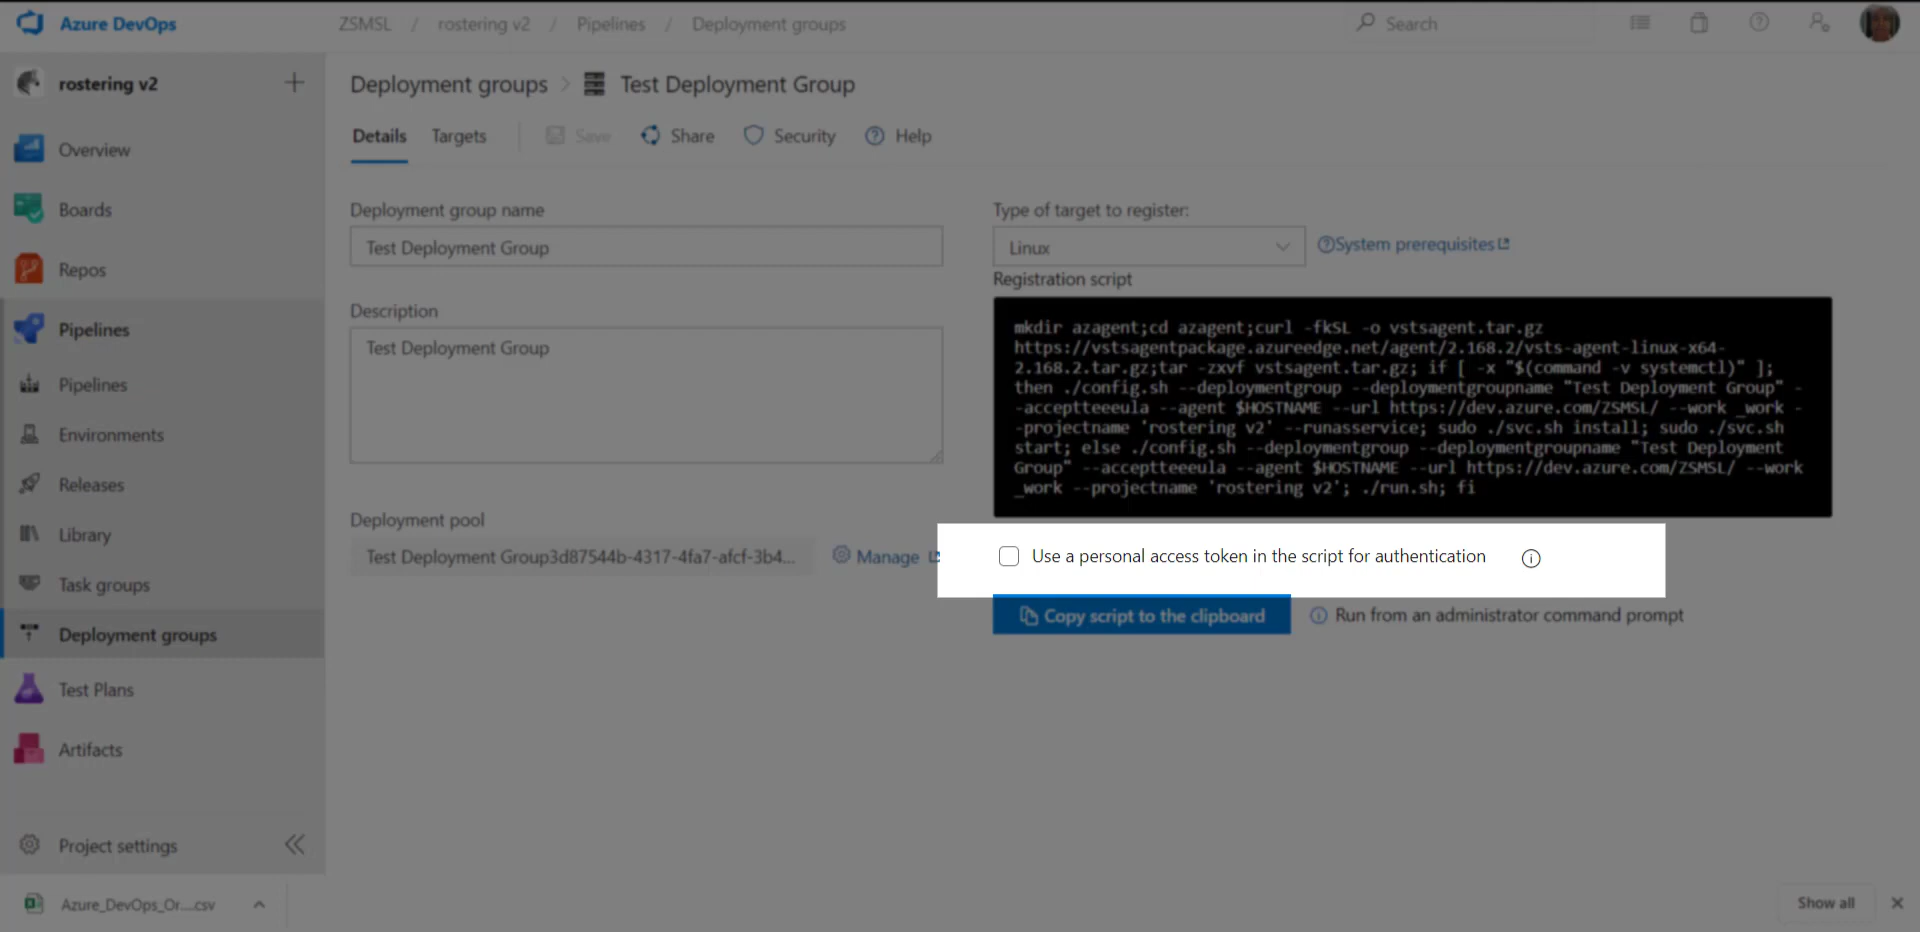 Azure DevOps
ZSMSL / rostering v2 / Pipelines / Deployment groups
Search
rostering v2
Overview
Boards
Repos
Pipelines
Pipelines
Environments
Releases
Library
Task groups
Deployment groups
Test Plans
Artifacts
Project settings
Deployment groups > Test Deployment Group
Details Targets Save Share Security Help
Deployment group name
Test Deployment Group
Description
Test Deployment Group
Deployment pool
Test Deployment Group3d87544b-4317-4fa7-afcf-3b4... Manage
Type of target to register:
Linux System prerequisites
Registration script
mkdir azagent;cd azagent;curl -fkSL -o vstsagent.tar.gz
https://vstsagentpackage.azureedge.net/agent/2.168.2/vsts-agent-linux-x64-
2.168.2.tar.gz;tar -zxvf vstsagent.tar.gz; if [ -x "$(command -v systemctl)" ];
then ./config.sh --deploymentgroup --deploymentgroupname "Test Deployment Group" -
-acceptteeeula --agent $HOSTNAME --url https://dev.azure.com/ZSMSL/ --work _work -
-projectname 'rostering v2' --runasservice; sudo ./svc.sh install; sudo ./svc.sh
start; else ./config.sh --deploymentgroup --deploymentgroupname "Test Deployment
Group" --acceptteeeula --agent $HOSTNAME --url https://dev.azure.com/ZSMSL/ --work
_work --projectname 'rostering v2'; ./run.sh; fi
Use a personal access token in the script for authentication
Copy script to the clipboard Run from an administrator command prompt
Azure_DevOps_Or....csv
Show all